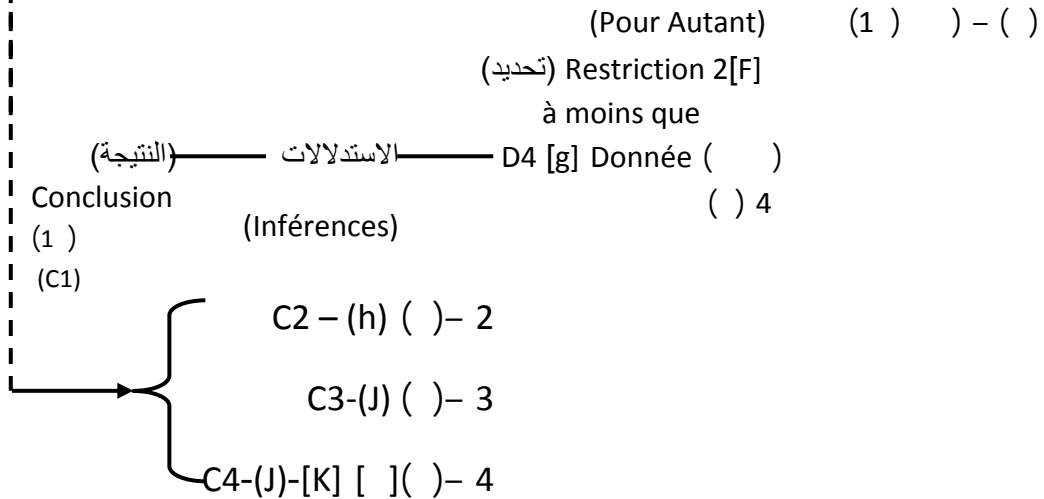 (Pour Autant) (1 ) ) – ( )
(تحديد) Restriction 2[F]
à moins que
(النتيجة) الاستدلالات D4 [g] Donnée ( )
Conclusion ( ) 4
(1 ) (Inférences)
(C1)
C2 – (h) ( )– 2
C3-(J) ( )– 3
C4-(J)-[K] [ ]( )– 4